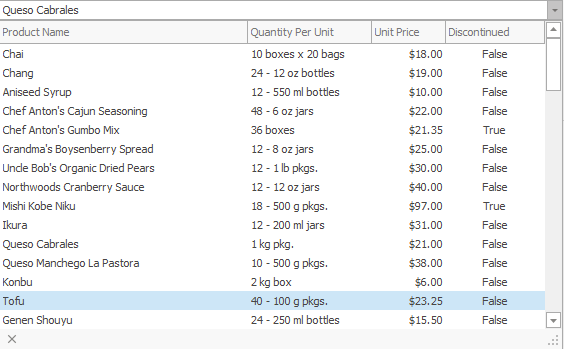 Queso Cabrales
Product Name Quantity Per Unit Unit Price Discontinued
Chai 10 boxes x 20 bags $18.00 False
Chang 24 - 12 oz bottles $19.00 False
Aniseed Syrup 12 - 550 ml bottles $10.00 False
Chef Anton's Cajun Seasoning 48 - 6 oz jars $22.00 False
Chef Anton's Gumbo Mix 36 boxes $21.35 True
Grandma's Boysenberry Spread 12 - 8 oz jars $25.00 False
Uncle Bob's Organic Dried Pears 12 - 1 lb pkgs. $30.00 False
Northwoods Cranberry Sauce 12 - 12 oz jars $40.00 False
Mishi Kobe Niku 18 - 500 g pkgs. $97.00 True
Ikura 12 - 200 ml jars $31.00 False
Queso Cabrales 1 kg pkg. $21.00 False
Queso Manchego La Pastora 10 - 500 g pkgs. $38.00 False
Konbu 2 kg box $6.00 False
Tofu 40 - 100 g pkgs. $23.25 False
Genen Shouyu 24 - 250 ml bottles $15.50 False